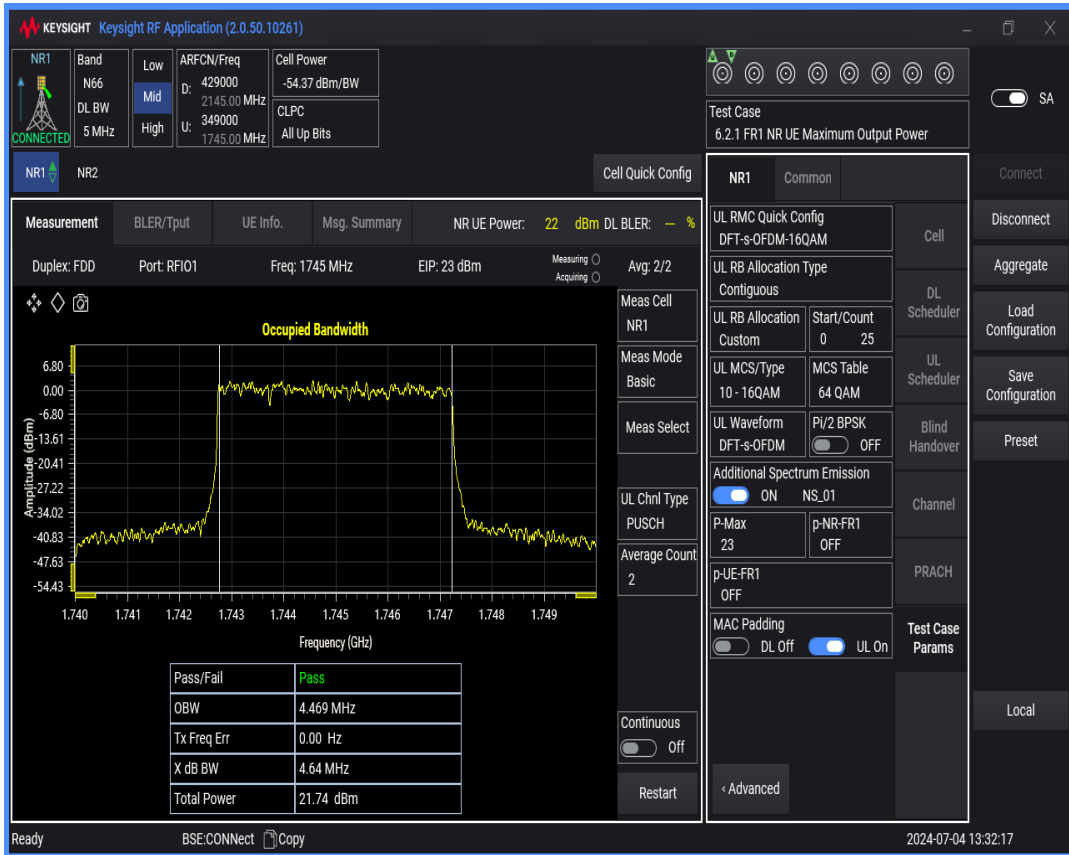 KEYSIGHT Keysight RF Application (2.0.50.10261)
NR1
CONNECTED
Band
N66
DL BW
5 MHz
Low
Mid
High
ARFCN/Freq
D: 429000
2145.00 MHz
U: 349000
1745.00 MHz
Cell Power
-54.37 dBm/BW
CLPC
All Up Bits
Test Case
6.2.1 FR1 NR UE Maximum Output Power
SA
NR1 NR2 Cell Quick Config
Measurement BLER/Tput UE Info. Msg. Summary NR UE Power: 22 dBm DL BLER: --- %
Duplex: FDD Port: RFIO1 Freq: 1745 MHz EIP: 23 dBm Measuring Acquiring Avg: 2/2
Occupied Bandwidth
Amplitude (dBm)
6.80
0.00
-6.80
-13.61
-20.41
-27.22
-34.02
-40.83
-47.63
-54.43
1.740 1.741 1.742 1.743 1.744 1.745 1.746 1.747 1.748 1.749
Frequency (GHz)
Pass/Fail Pass
OBW 4.469 MHz
Tx Freq Err 0.00 Hz
X dB BW 4.64 MHz
Total Power 21.74 dBm
Meas Cell
NR1
Meas Mode
Basic
Meas Select
UL Chnl Type
PUSCH
Average Count
2
Continuous
Off
Restart
NR1 Common
UL RMC Quick Config
DFT-s-OFDM-16QAM
UL RB Allocation Type
Contiguous
UL RB Allocation
Custom
Start/Count
0 25
UL MCS/Type
10 - 16QAM
MCS Table
64 QAM
UL Waveform
DFT-s-OFDM
Pi/2 BPSK
OFF
Additional Spectrum Emission
ON NS_01
P-Max
23
p-NR-FR1
OFF
p-UE-FR1
OFF
MAC Padding
DL Off UL On
‹ Advanced
Cell
DL
Scheduler
UL
Scheduler
Blind
Handover
Channel
PRACH
Test Case
Params
Connect
Disconnect
Aggregate
Load
Configuration
Save
Configuration
Preset
Local
Ready BSE:CONNect Copy 2024-07-04 13:32:17